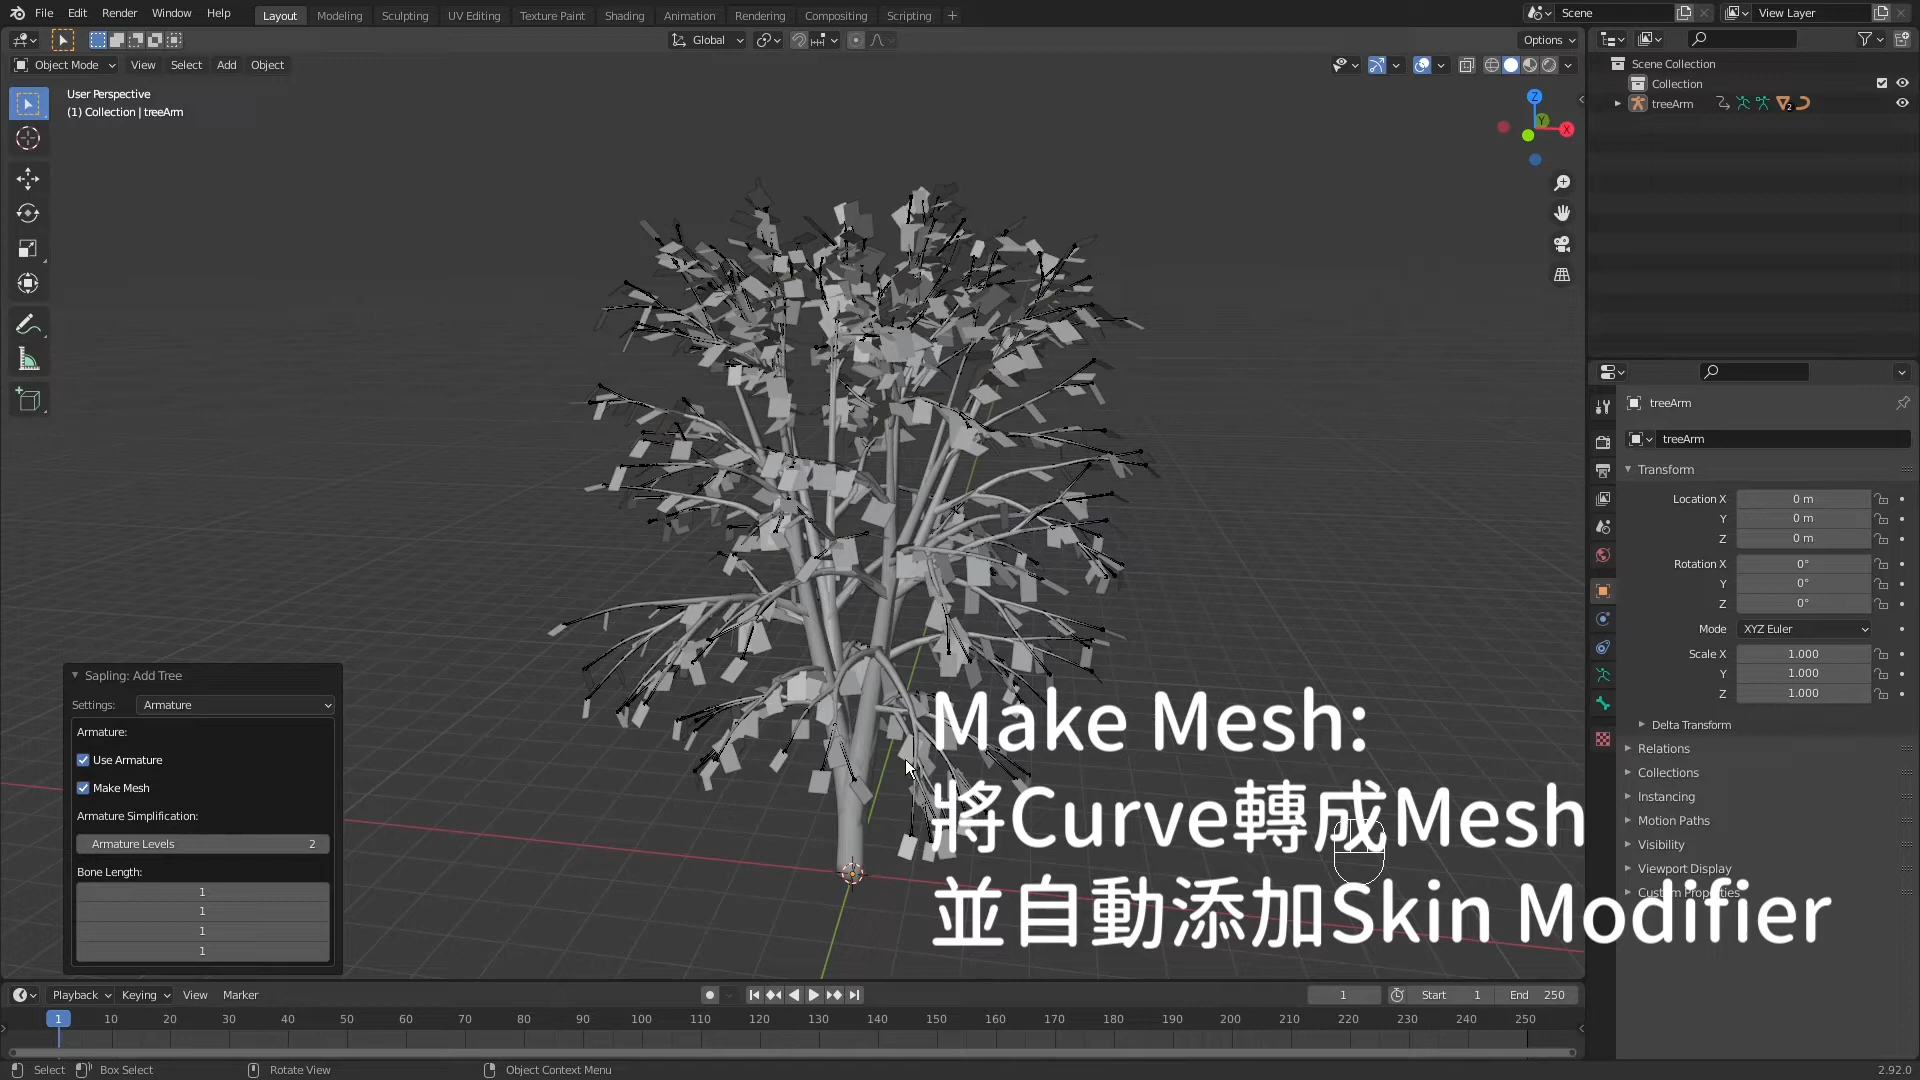 File Edit Render Window Help Layout Modeling Sculpting UV Editing Texture Paint Shading Animation Rendering Compositing Scripting + Scene View Layer
Global Options
Object Mode View Select Add Object
User Perspective
(1) Collection | treeArm
Z
Y
X
Scene Collection
Collection
treeArm 2
treeArm
treeArm
Transform
Location X 0 m
Y 0 m
Z 0 m
Rotation X 0°
Y 0°
Z 0°
Mode XYZ Euler
Scale X 1.000
Y 1.000
Z 1.000
Delta Transform
Relations
Collections
Instancing
Motion Paths
Visibility
Viewport Display
Custom Properties
Sapling: Add Tree
Settings: Armature
Armature:
Use Armature
Make Mesh
Armature Simplification:
Armature Levels 2
Bone Length:
1
1
1
1
Make Mesh:
將Curve轉成Mesh
並自動添加Skin Modifier
Playback Keying View Marker 1 Start 1 End 250
1 10 20 30 40 50 60 70 80 90 100 110 120 130 140 150 160 170 180 190 200 210 220 230 240 250
Select Box Select Rotate View Object Context Menu 2.92.0